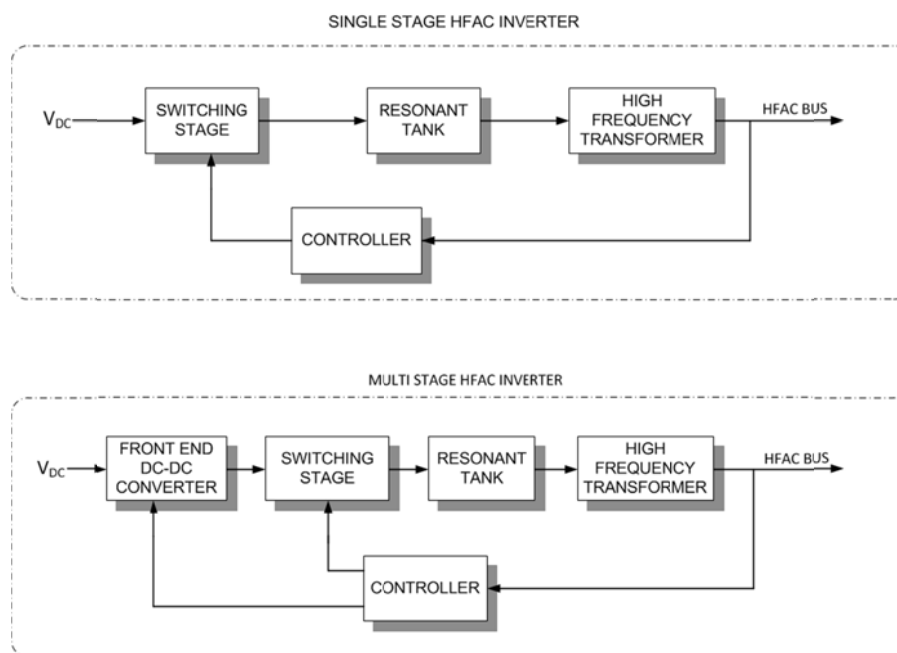 SINGLE STAGE HFAC INVERTER
VDC
SWITCHING
STAGE
RESONANT
TANK
HIGH
FREQUENCY
TRANSFORMER
HFAC BUS
CONTROLLER
MULTI STAGE HFAC INVERTER
VDC
FRONT END
DC-DC
CONVERTER
SWITCHING
STAGE
RESONANT
TANK
HIGH
FREQUENCY
TRANSFORMER
HFAC BUS
CONTROLLER